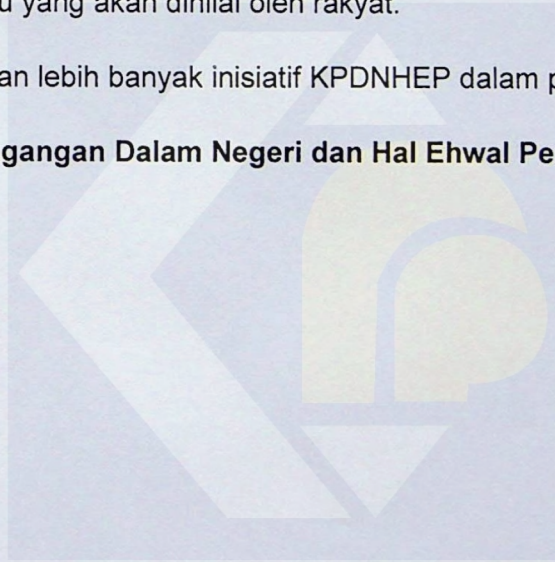 yang akan dinilai oleh rakyat.
an lebih banyak inisiatif KPDNHEP dalam p
gangan Dalam Negeri dan Hal Ehwal Pe